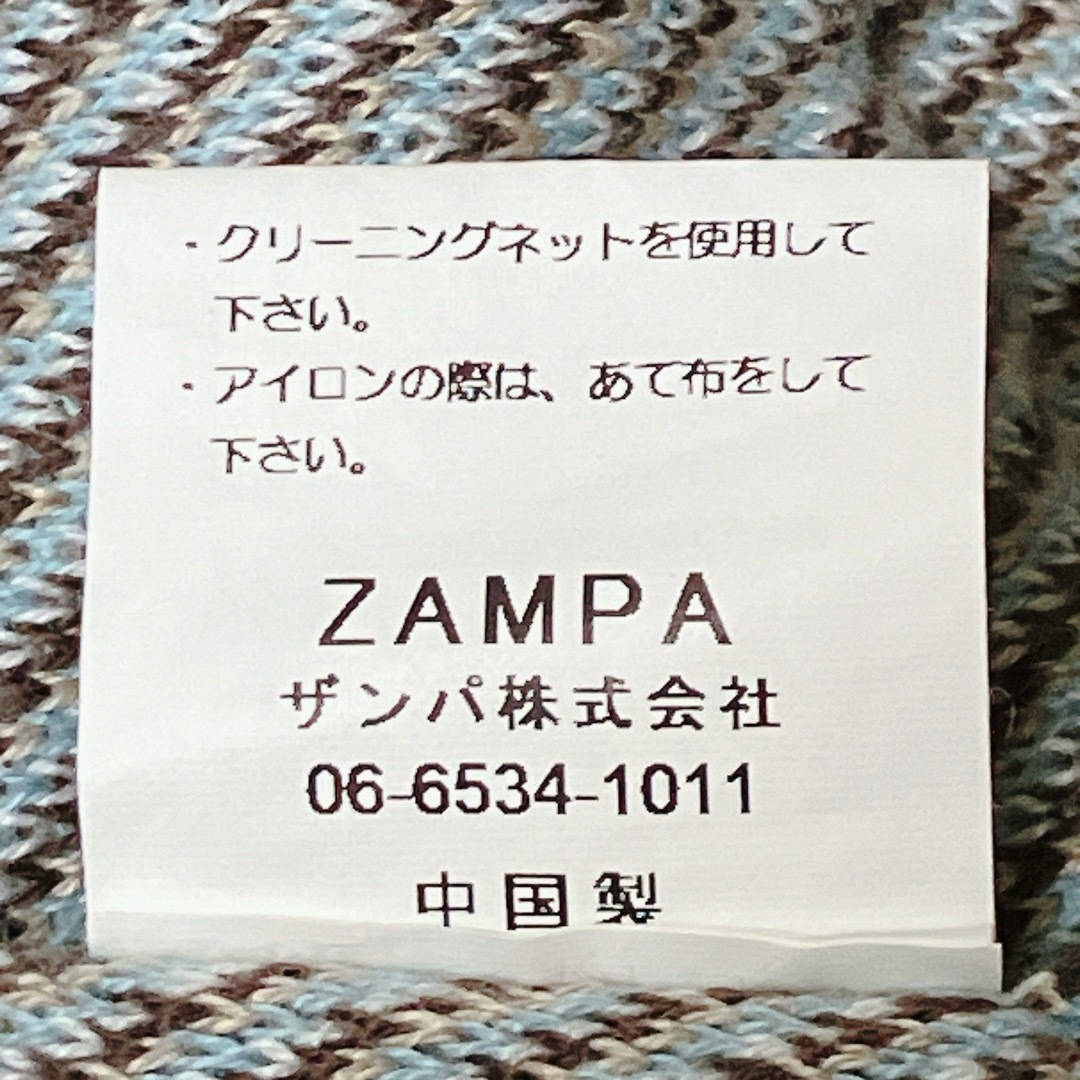 ・クリーニングネットを使用して
下さい。
・アイロンの際は、あて布をして
下さい。
ZAMPA
ザンパ株式会社
06-6534-1011
中国製